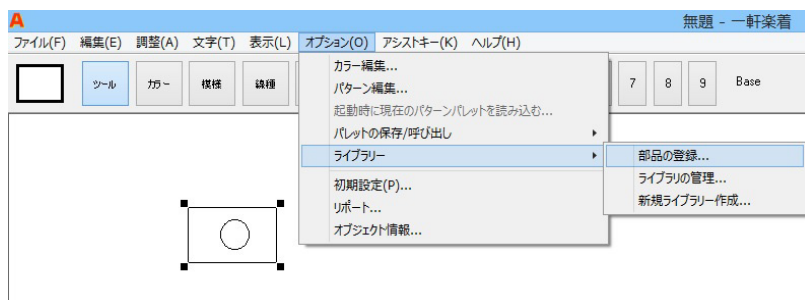 A
無題 - 一軒楽着
ファイル(F) 編集(E) 調整(A) 文字(T) 表示(L) オプション(O) アシストキー(K) ヘルプ(H)
ツール カラー 模様 線種 7 8 9 Base
カラー編集...
パターン編集...
起動時に現在のパターンパレットを読み込む...
パレットの保存/呼び出し
ライブラリー
部品の登録...
ライブラリの管理...
新規ライブラリー作成...
初期設定(P)...
リポート...
オブジェクト情報...